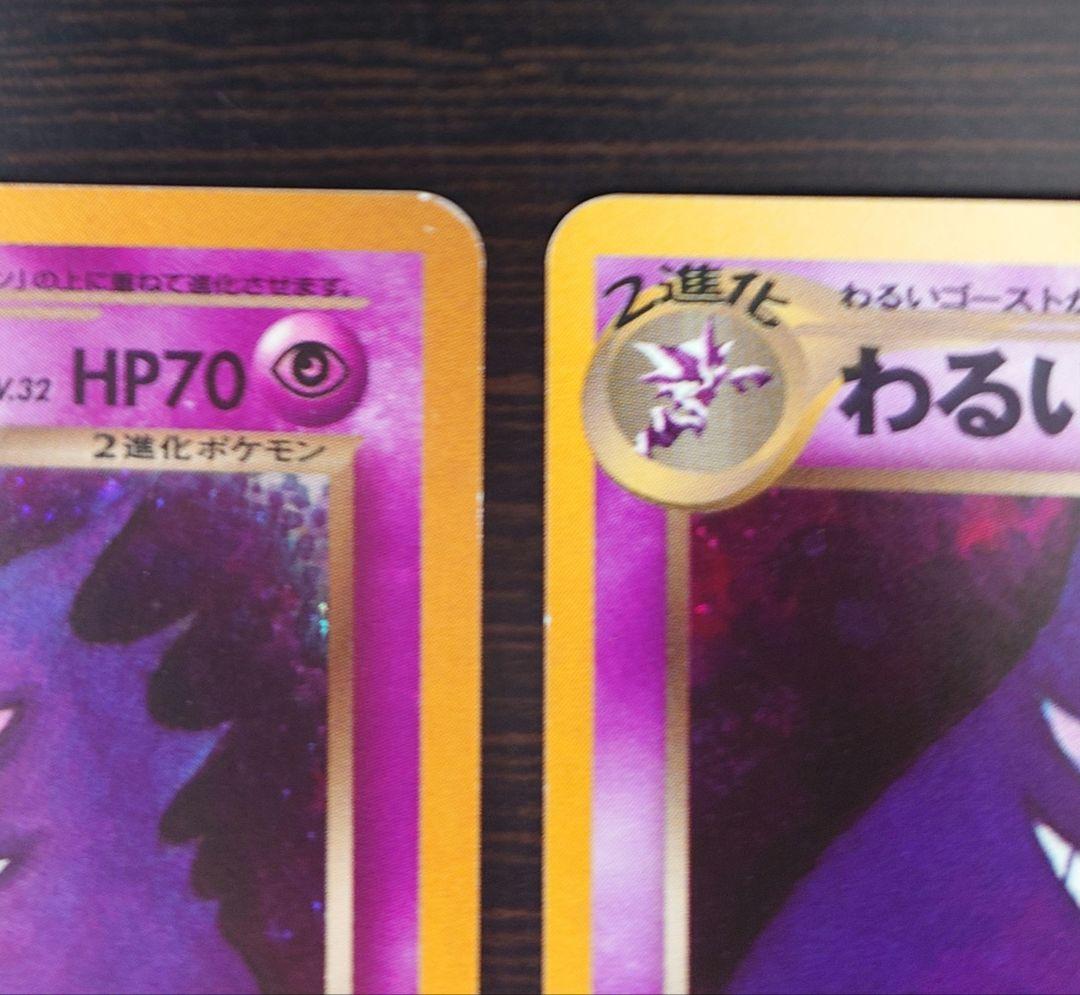 ン」の上に重ねて進化させます。
LV.32 HP70
2進化ポケモン
2進化
わるいゴーストか
わるい